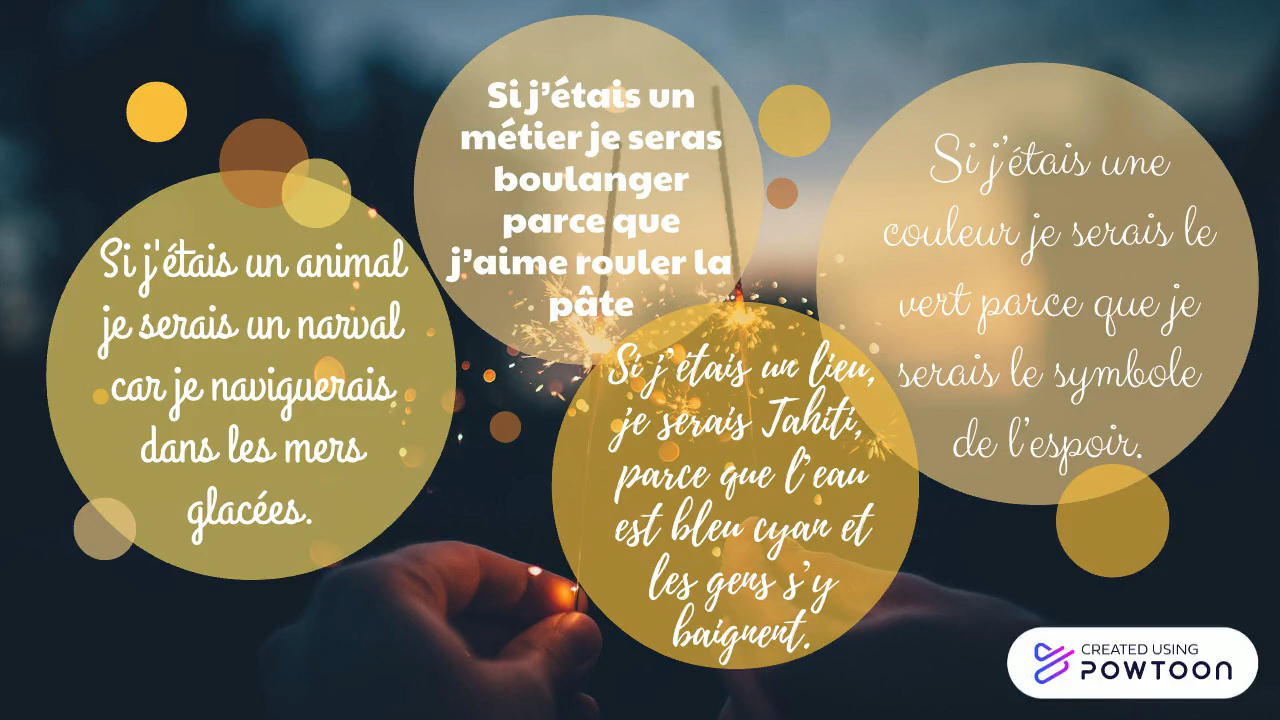 Si j'étais un animal
je serais un narval
car je naviguerais
dans les mers
glacées.
Si j'étais un
métier je seras
boulanger
parce que
j'aime rouler la
pâte
Si j'étais un lieu,
je serais Tahiti,
parce que l'eau
est bleu cyan et
les gens s'y
baignent.
Si j'étais une
couleur je serais le
vert parce que je
serais le symbole
de l'espoir.
CREATED USING
POWTOON